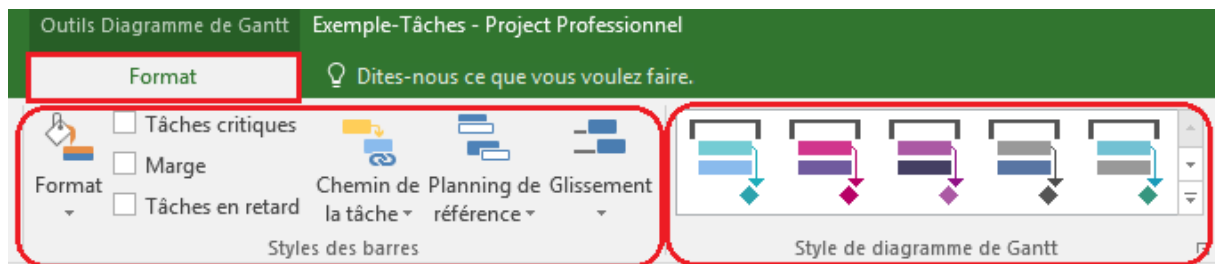 Outils Diagramme de Gantt Exemple-Tâches - Project Professionnel
Format Dites-nous ce que vous voulez faire.
Tâches critiques
Marge
Tâches en retard
Format
Chemin de la tâche
Planning de référence
Glissement
Styles des barres
Style de diagramme de Gantt